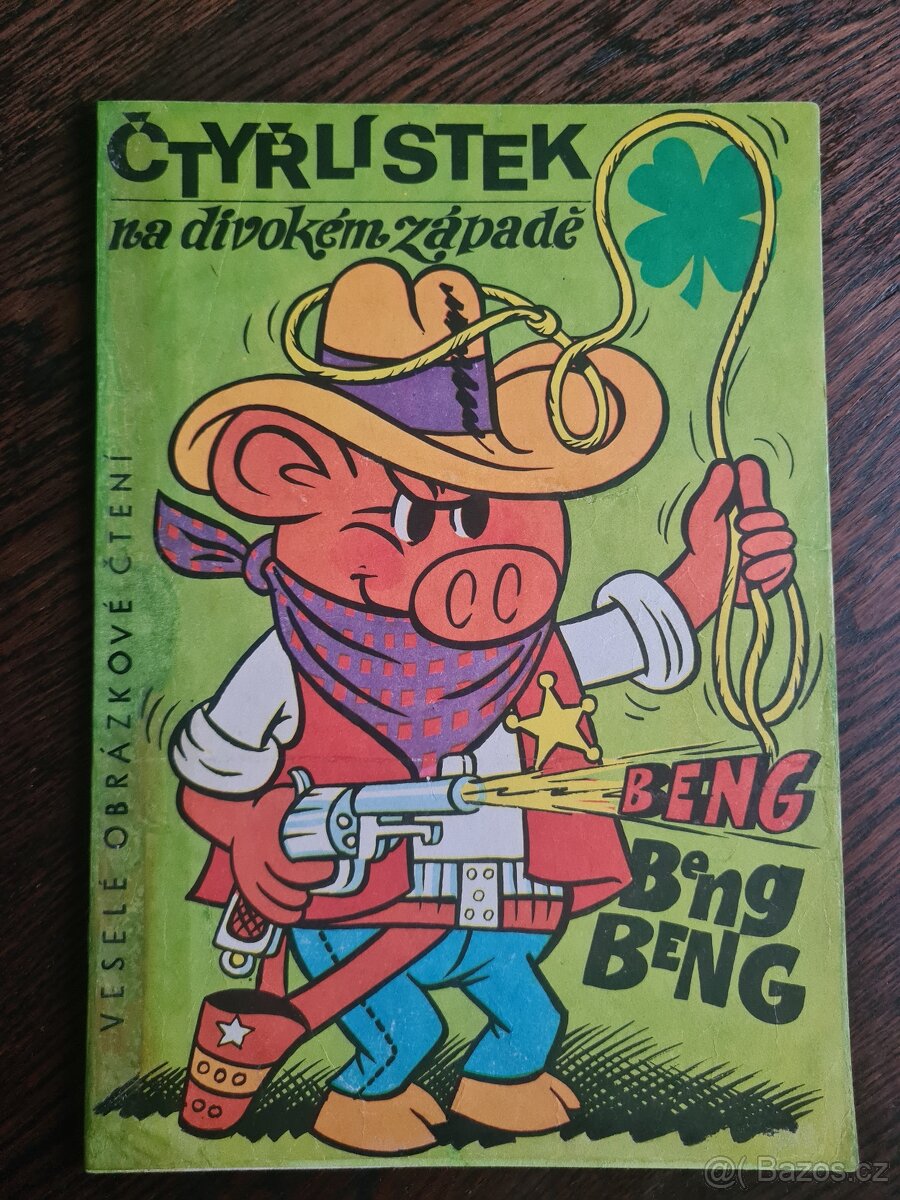 ČTYŘLÍSTEK
na divokém západě
VESELÉ OBRÁZKOVÉ ČTENÍ
BENG
Beng
BENG
@( Bazos.cz